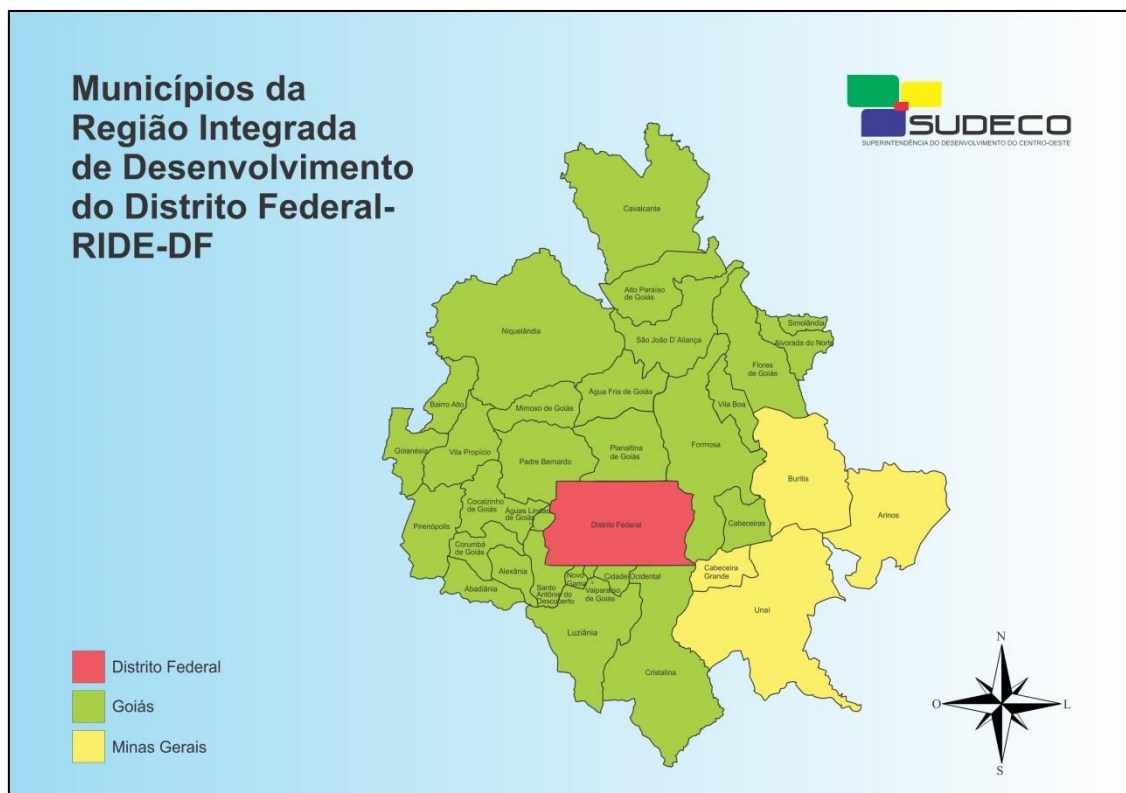 Municípios da
Região Integrada
de Desenvolvimento
do Distrito Federal-
RIDE-DF
SUDECO
SUPERINTENDÊNCIA DO DESENVOLVIMENTO DO CENTRO-OESTE
Cavalcante
Alto Paraíso
de Goiás
Niquelândia
São João D´Aliança
Simolândia
Alvorada do Norte
Flores
de Goiás
Água Fria de Goiás
Mimoso de Goiás
Bairro Alto
Vila Boa
Goianésia
Vila Propício
Padre Bernardo
Planaltina
de Goiás
Formosa
Buritis
Arinos
Cocalzinho
de Goiás
Águas Lindas
de Goiás
Pirenópolis
Distrito Federal
Cabeceiras
Corumbá
de Goiás
Alexânia
Abadiânia
Santo
Antônio do
Descoberto
Novo
Gama
Cidade Ocidental
Valparaíso
de Goiás
Cabeceira
Grande
Unaí
Luziânia
Cristalina
Distrito Federal
Goiás
Minas Gerais
N
O
L
S